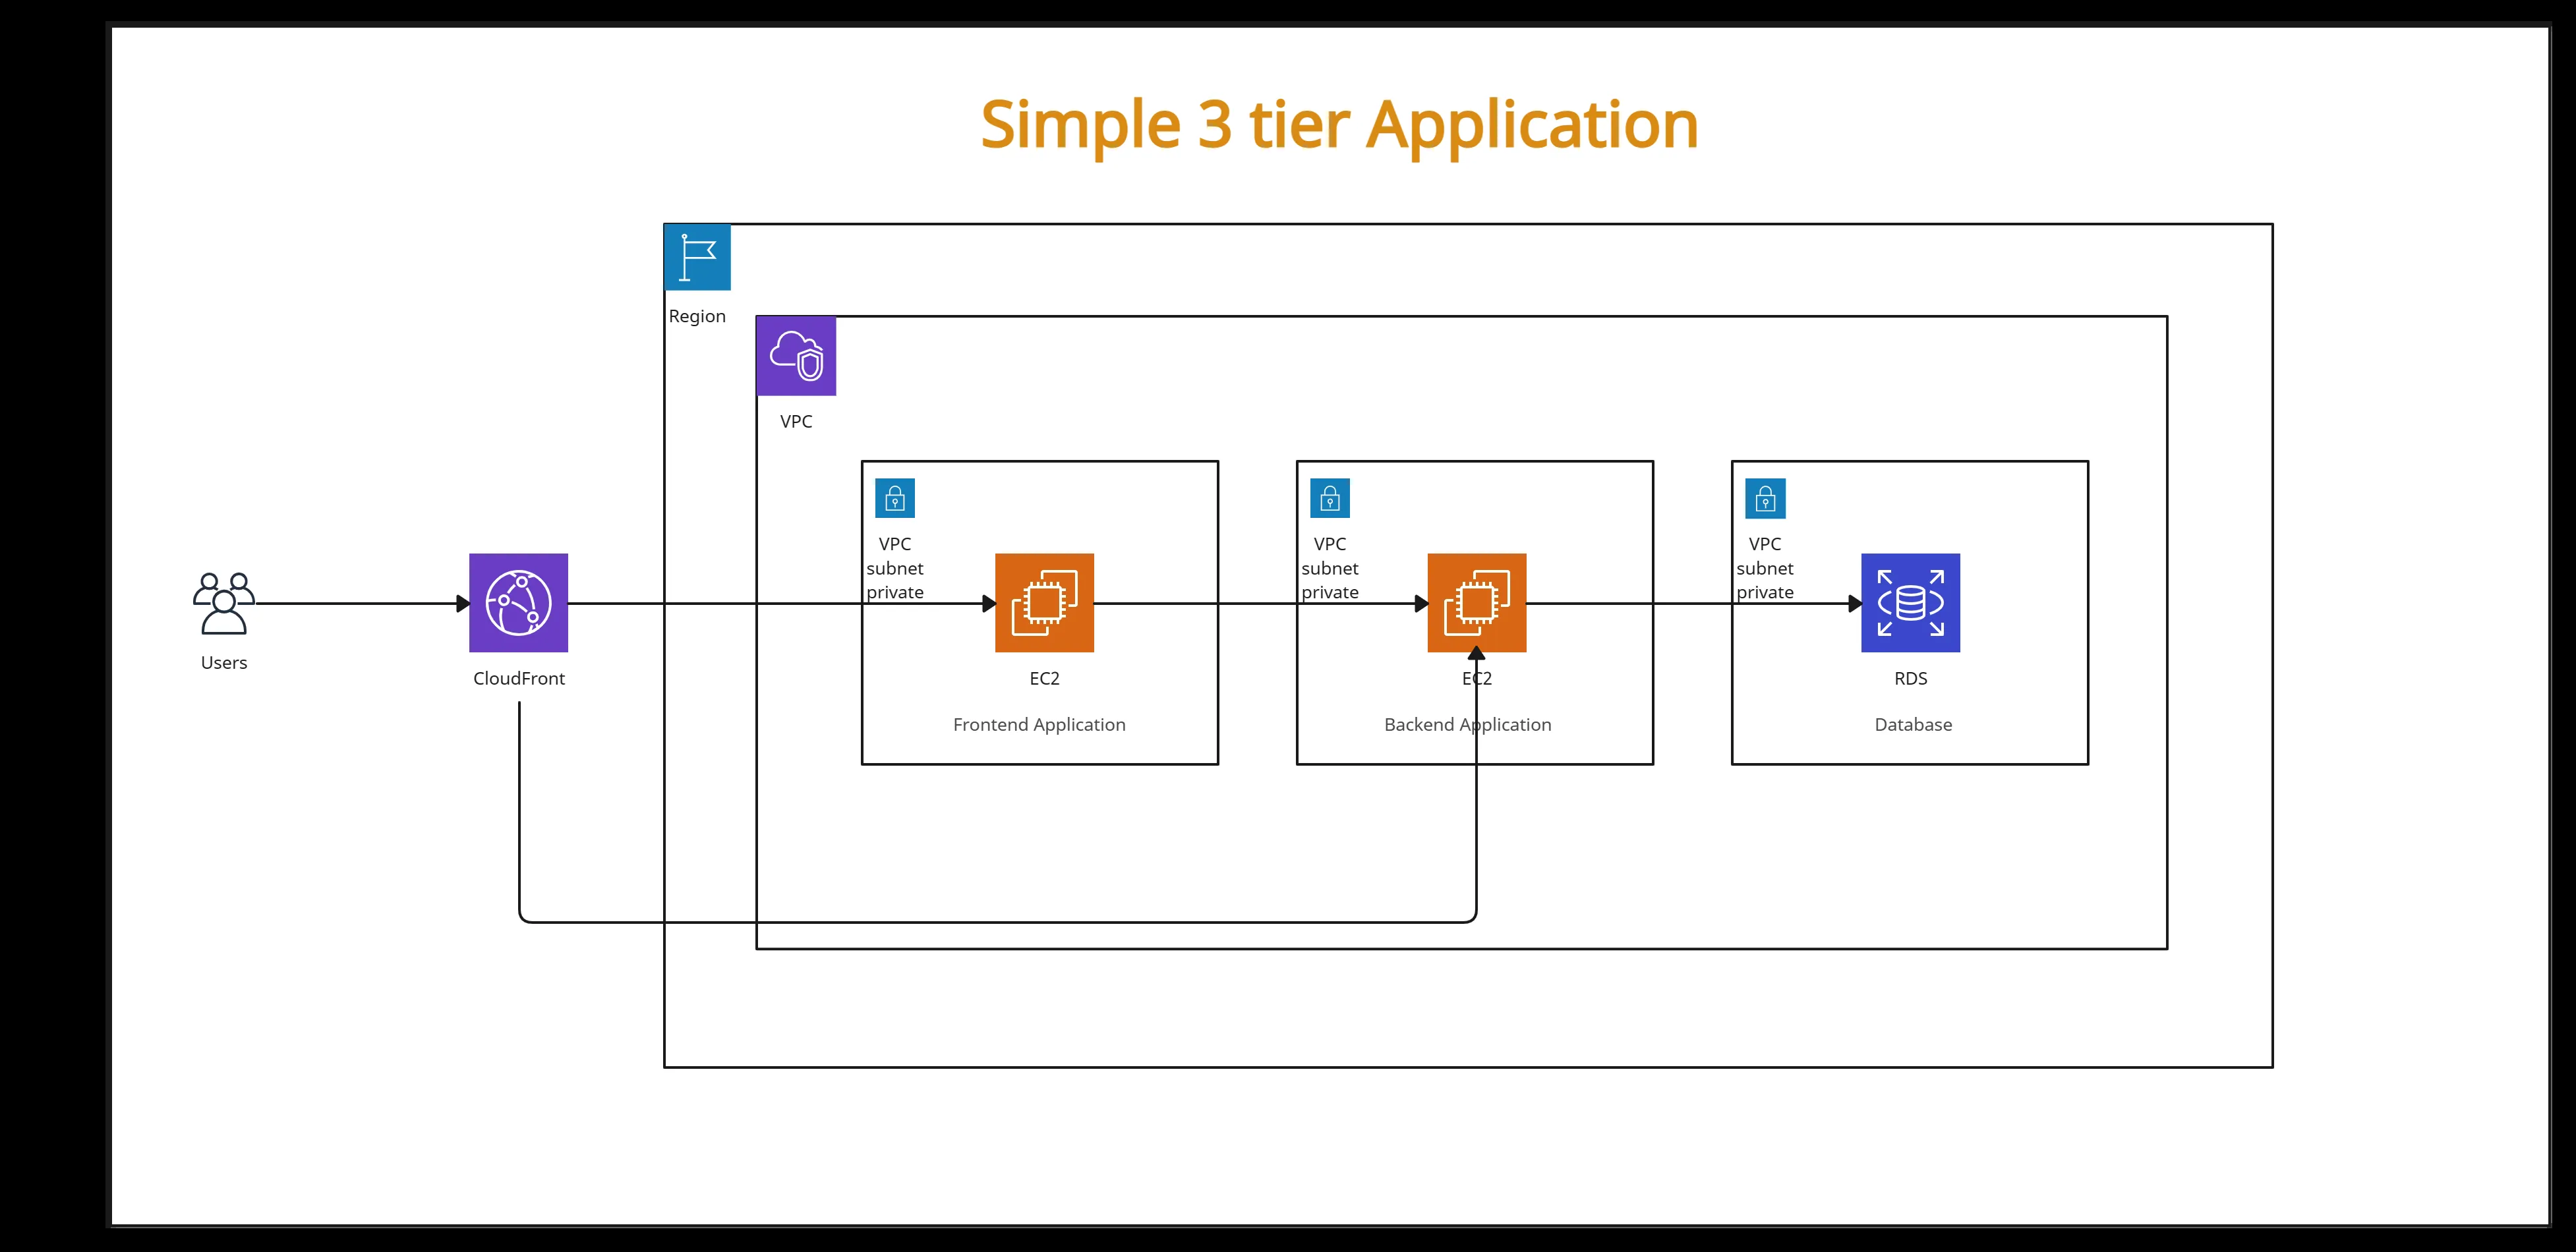 Simple 3 tier Application
Region
VPC
VPC
subnet
private
VPC
subnet
private
VPC
subnet
private
Users
CloudFront
EC2
EC2
RDS
Frontend Application
Backend Application
Database